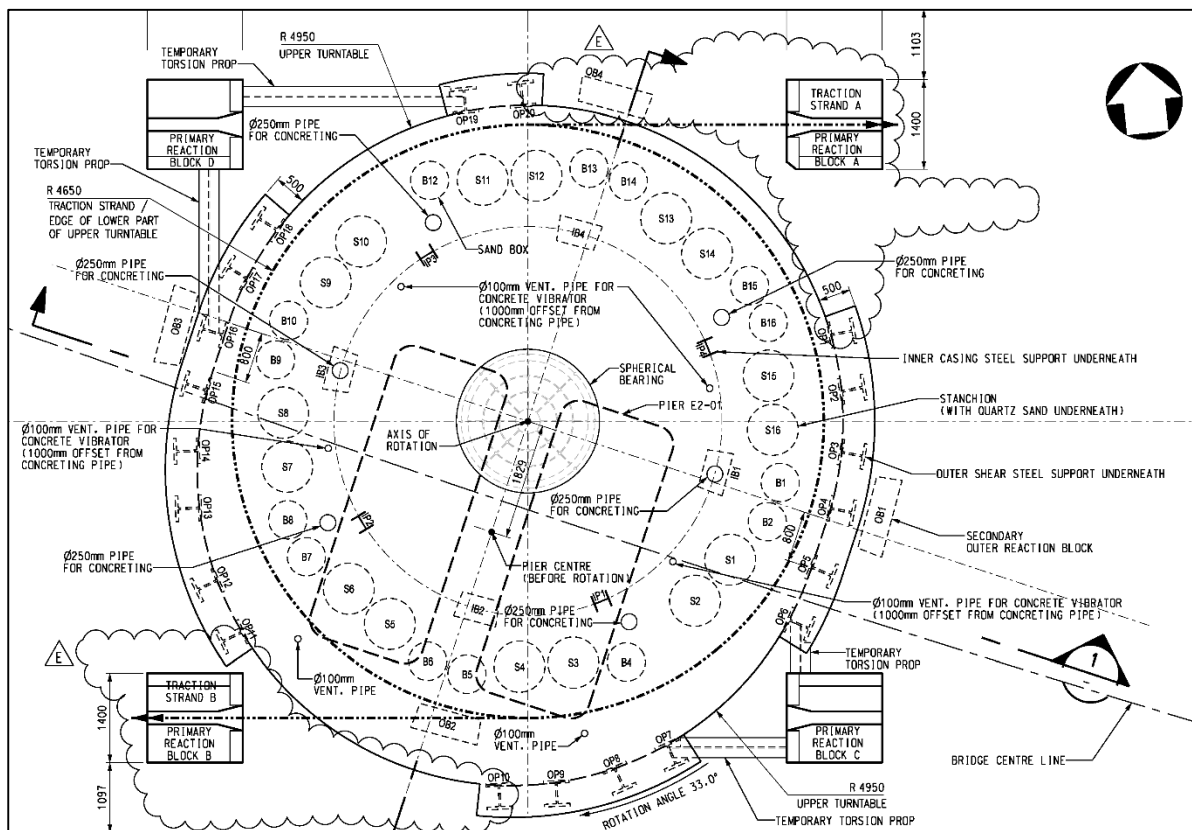 R 4950
UPPER TURNTABLE
TEMPORARY
TORSION PROP
E
OB4
1103
TRACTION
STRAND A
1400
PRIMARY
REACTION
BLOCK A
OP19
OP20
Ø250mm PIPE
FOR CONCRETING
PRIMARY
REACTION
BLOCK D
TEMPORARY
TORSION PROP
R 4650
TRACTION STRAND /
EDGE OF LOWER PART
OF UPPER TURNTABLE
500
OP18
OP17
B12
S11
S12
B13
B14
S13
S14
SAND BOX
IB4
S10
IP3
S9
Ø250mm PIPE
FOR CONCRETING
Ø250mm PIPE
FOR CONCRETING
Ø100mm VENT. PIPE FOR
CONCRETE VIBRATOR
(1000mm OFFSET FROM
CONCRETING PIPE)
B15
B16
500
OB3
OP16
B10
800
B9
IB3
IP4
INNER CASING STEEL SUPPORT UNDERNEATH
SPHERICAL
BEARING
S15
OP2
OP15
PIER E2-01
STANCHION
(WITH QUARTZ SAND UNDERNEATH)
S8
S16
AXIS OF
ROTATION
Ø100mm VENT. PIPE FOR
CONCRETE VIBRATOR
(1000mm OFFSET FROM
CONCRETING PIPE)
OP14
OP3
S7
1829
IB1
OUTER SHEAR STEEL SUPPORT UNDERNEATH
B1
OP13
B8
IP2
Ø250mm PIPE
FOR CONCRETING
B2
OP4
OB1
800
SECONDARY
OUTER REACTION
BLOCK
Ø250mm PIPE
FOR CONCRETING
B7
PIER CENTRE
(BEFORE ROTATION)
S1
OP5
OP12
S6
IB2
IP1
Ø250mm PIPE
FOR CONCRETING
S2
OP6
Ø100mm VENT. PIPE FOR CONCRETE VIBRATOR
(1000mm OFFSET FROM CONCRETING PIPE)
OP11
S5
E
B6
B5
S4
S3
B4
TEMPORARY
TORSION PROP
1
Ø100mm
VENT. PIPE
TRACTION
STRAND B
1400
PRIMARY
REACTION
BLOCK B
OB2
Ø100mm
VENT. PIPE
PRIMARY
REACTION
BLOCK C
BRIDGE CENTRE LINE
OP7
OP8
OP9
OP10
1097
ROTATION ANGLE 33.0°
R 4950
UPPER TURNTABLE
TEMPORARY TORSION PROP